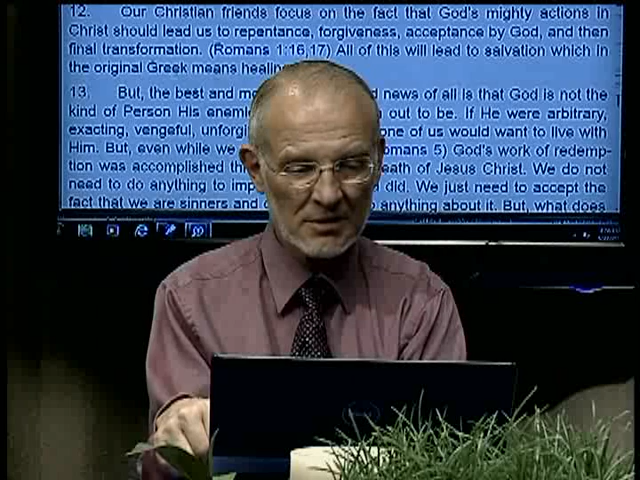 12. Our Christian friends focus on the fact that God's mighty actions in
Christ should lead us to repentance, forgiveness, acceptance by God, and then
final transformation. (Romans 1:16,17) All of this will lead to salvation which in
the original Greek means healin
13. But, the best and mo d news of all is that God is not the
kind of Person His enemi out to be. If He were arbitrary,
exacting, vengeful, unforgi one of us would want to live with
Him. But, even while we omans 5) God's work of redemp-
tion was accomplished th eath of Jesus Christ. We do not
need to do anything to imp did. We just need to accept the
fact that we are sinners and c anything about it. But, what does